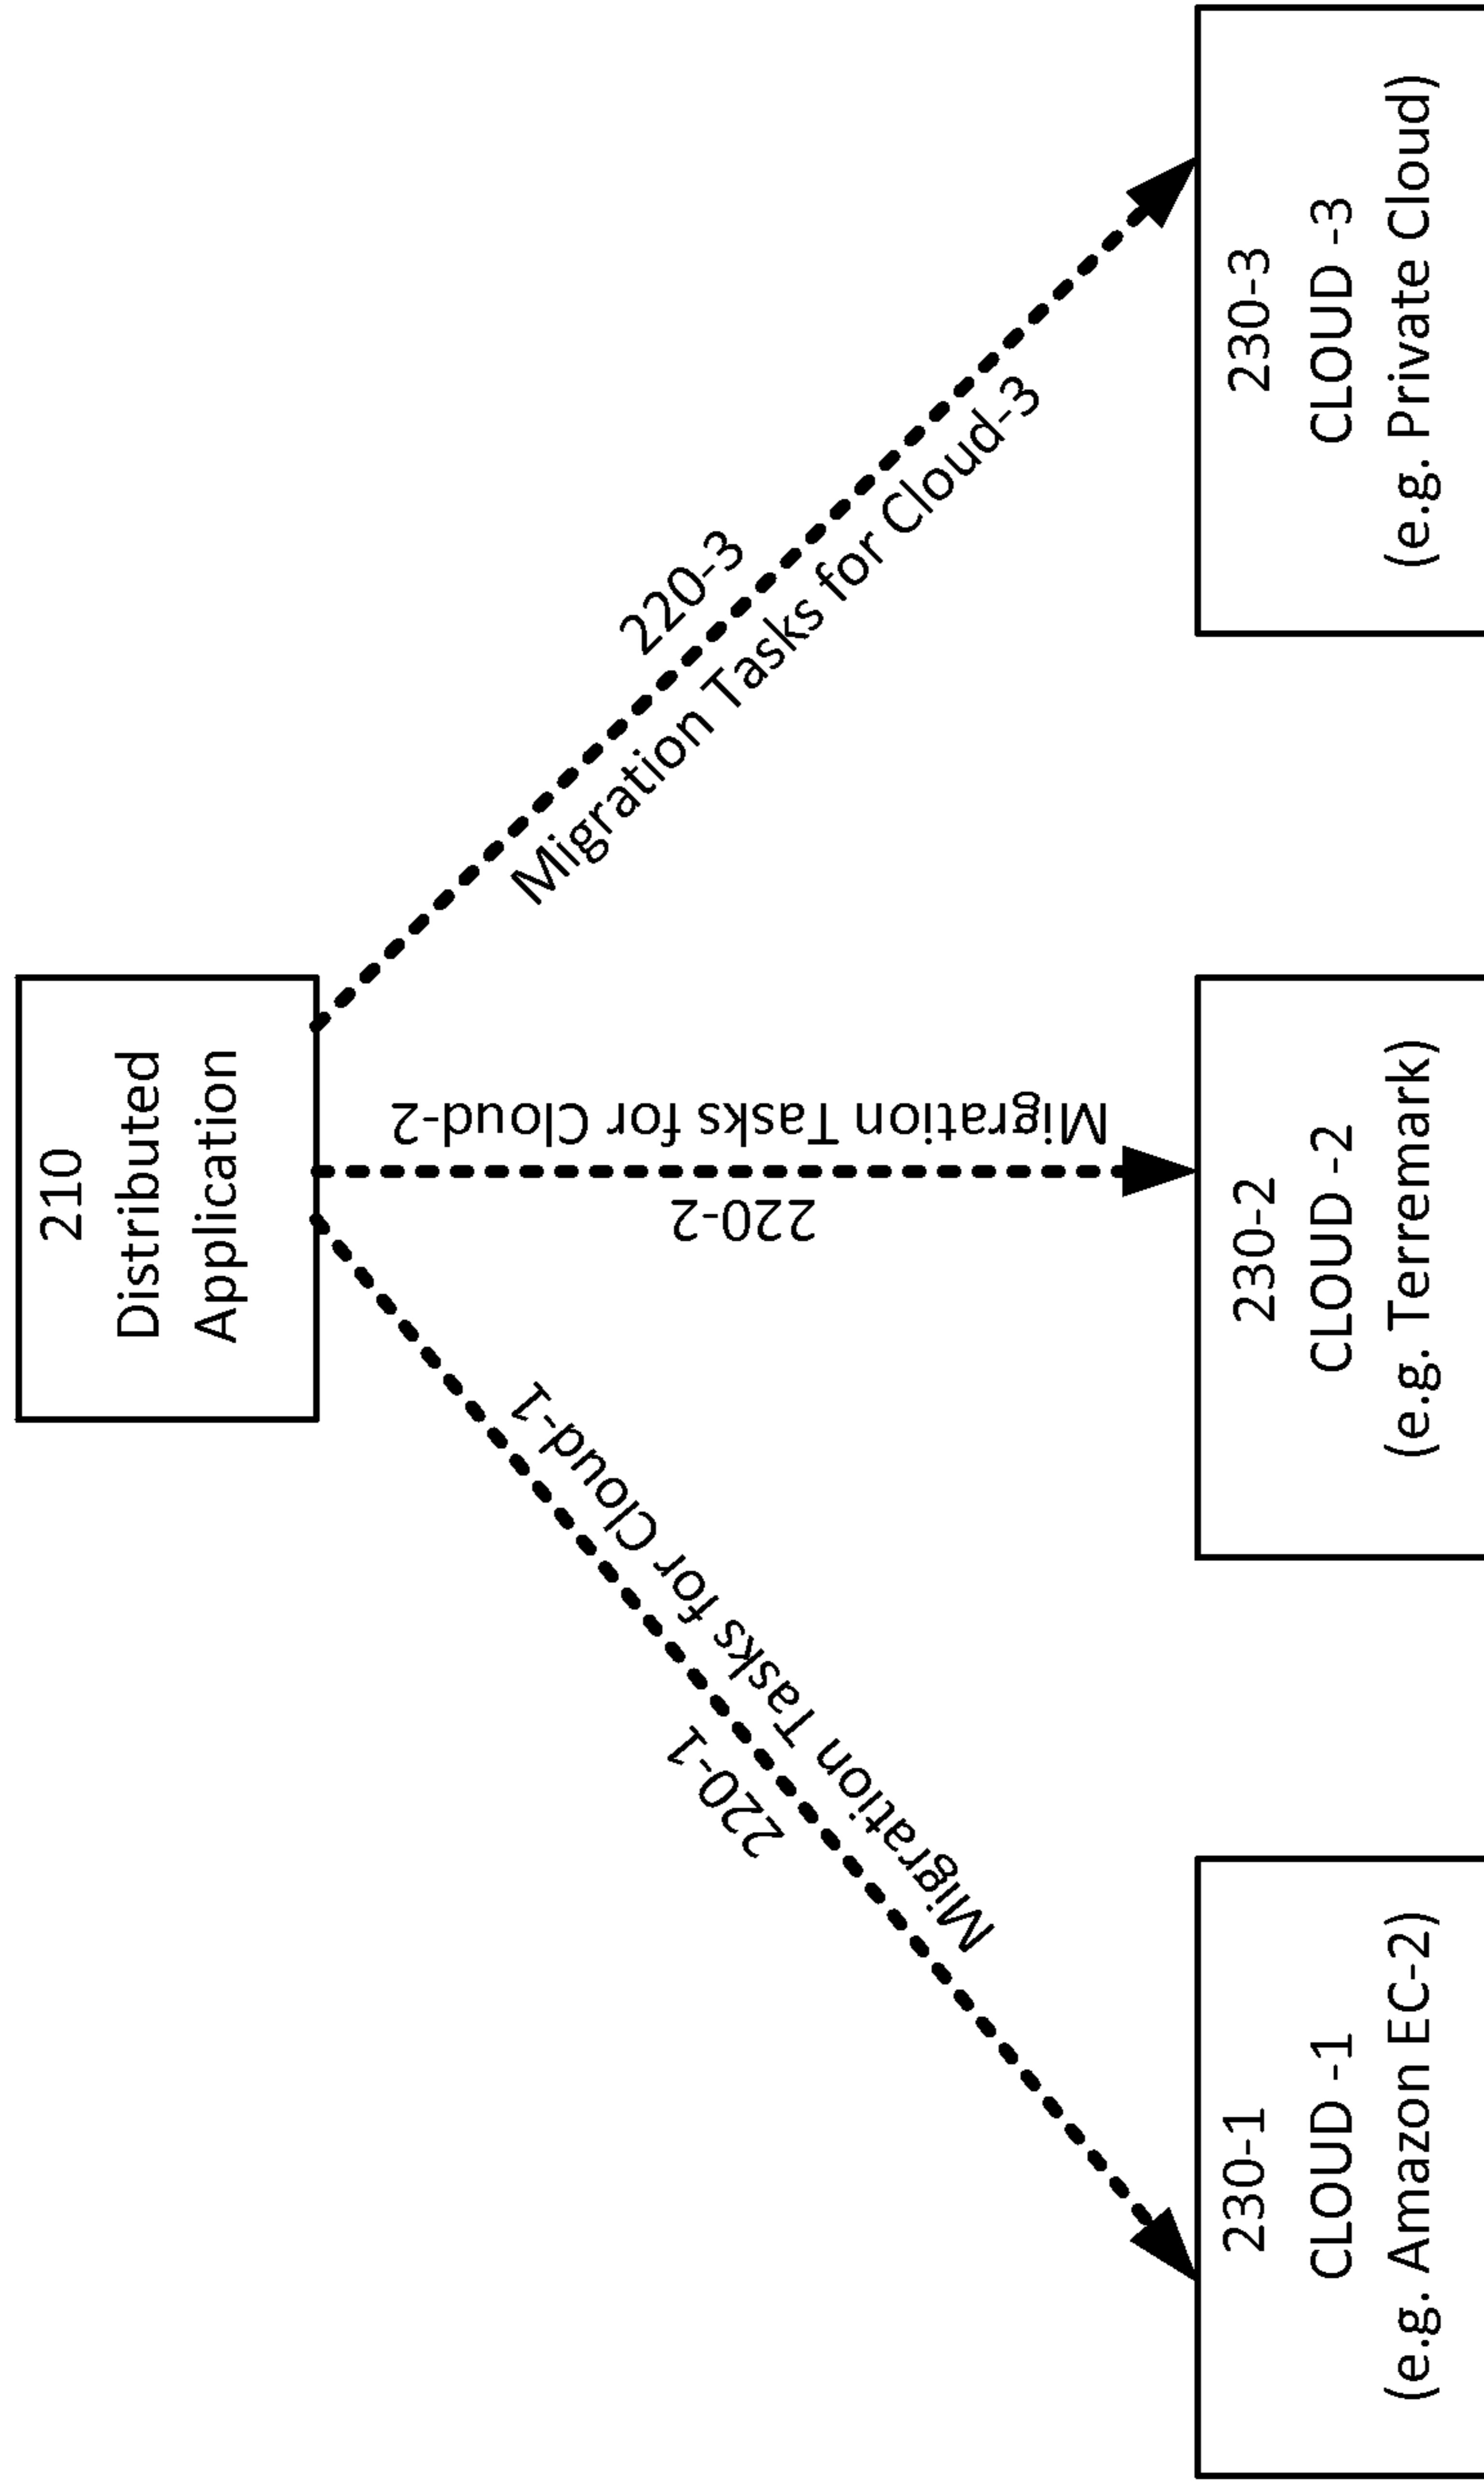 210
Distributed
Application
220-1
Migration Tasks for Cloud-1
220-2
Migration Tasks for Cloud-2
220-3
Migration Tasks for Cloud-3
230-1
CLOUD -1
(e.g. Amazon EC-2)
230-2
CLOUD -2
(e.g. Terremark)
230-3
CLOUD -3
(e.g. Private Cloud)